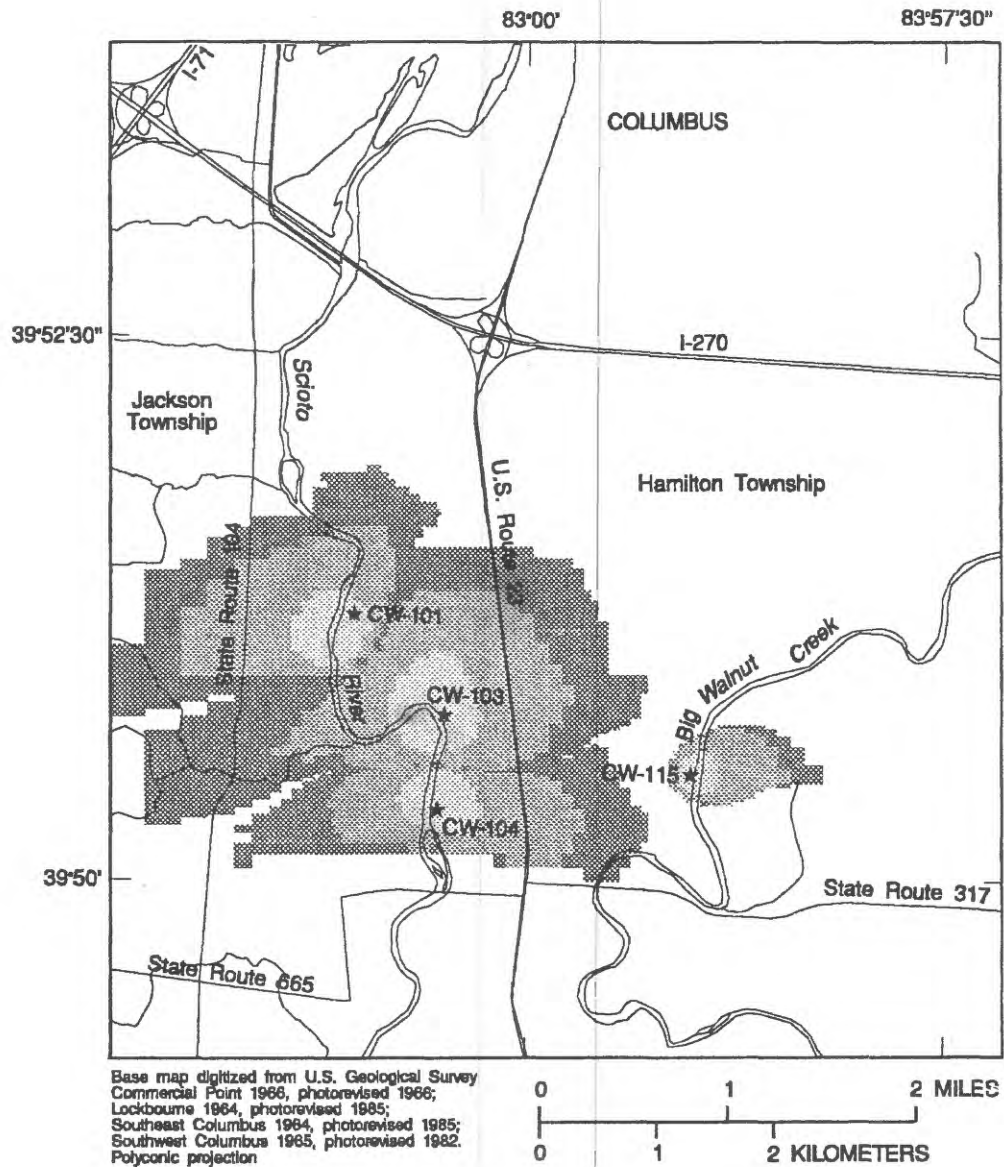 83°00'
83°57'30"
I-71
COLUMBUS
39°52'30"
I-270
Scioto
Jackson
Township
U.S. Route 23
Hamilton Township
State Route 104
CW-101
Big Walnut Creek
CW-103
River
CW-115
CW-104
39°50'
State Route 317
State Route 665
Base map digitized from U.S. Geological Survey
Commercial Point 1966, photorevised 1966;
Lockbourne 1964, photorevised 1985;
Southeast Columbus 1964, photorevised 1985;
Southwest Columbus 1965, photorevised 1982.
Polyconic projection
0 1 2 MILES
0 1 2 KILOMETERS